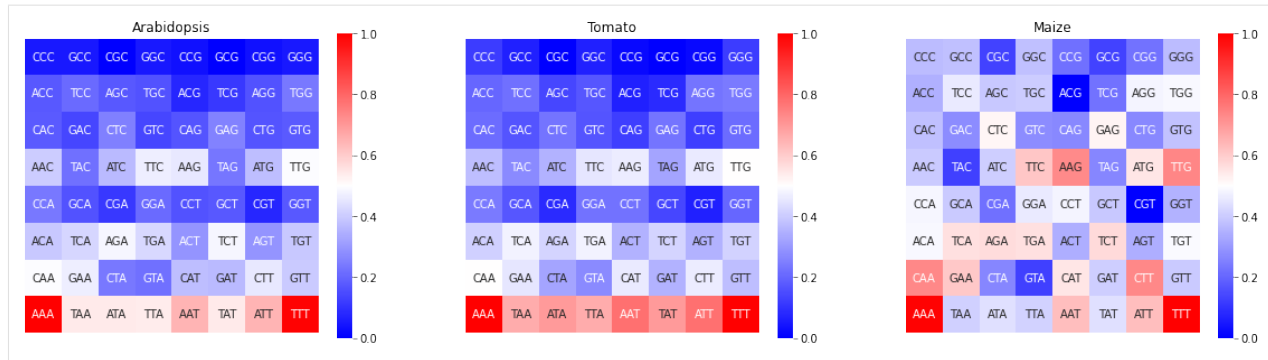 Arabidopsis
CCC GCC CGC GGC CCG GCG CGG GGG
ACC TCC AGC TGC ACG TCG AGG TGG
CAC GAC CTC GTC CAG GAG CTG GTG
AAC TAC ATC TTC AAG TAG ATG TTG
CCA GCA CGA GGA CCT GCT CGT GGT
ACA TCA AGA TGA ACT TCT AGT TGT
CAA GAA CTA GTA CAT GAT CTT GTT
AAA TAA ATA TTA AAT TAT ATT TTT
1.0
0.8
0.6
0.4
0.2
0.0
Tomato
CCC GCC CGC GGC CCG GCG CGG GGG
ACC TCC AGC TGC ACG TCG AGG TGG
CAC GAC CTC GTC CAG GAG CTG GTG
AAC TAC ATC TTC AAG TAG ATG TTG
CCA GCA CGA GGA CCT GCT CGT GGT
ACA TCA AGA TGA ACT TCT AGT TGT
CAA GAA CTA GTA CAT GAT CTT GTT
AAA TAA ATA TTA AAT TAT ATT TTT
1.0
0.8
0.6
0.4
0.2
0.0
Maize
CCC GCC CGC GGC CCG GCG CGG GGG
ACC TCC AGC TGC ACG TCG AGG TGG
CAC GAC CTC GTC CAG GAG CTG GTG
AAC TAC ATC TTC AAG TAG ATG TTG
CCA GCA CGA GGA CCT GCT CGT GGT
ACA TCA AGA TGA ACT TCT AGT TGT
CAA GAA CTA GTA CAT GAT CTT GTT
AAA TAA ATA TTA AAT TAT ATT TTT
1.0
0.8
0.6
0.4
0.2
0.0